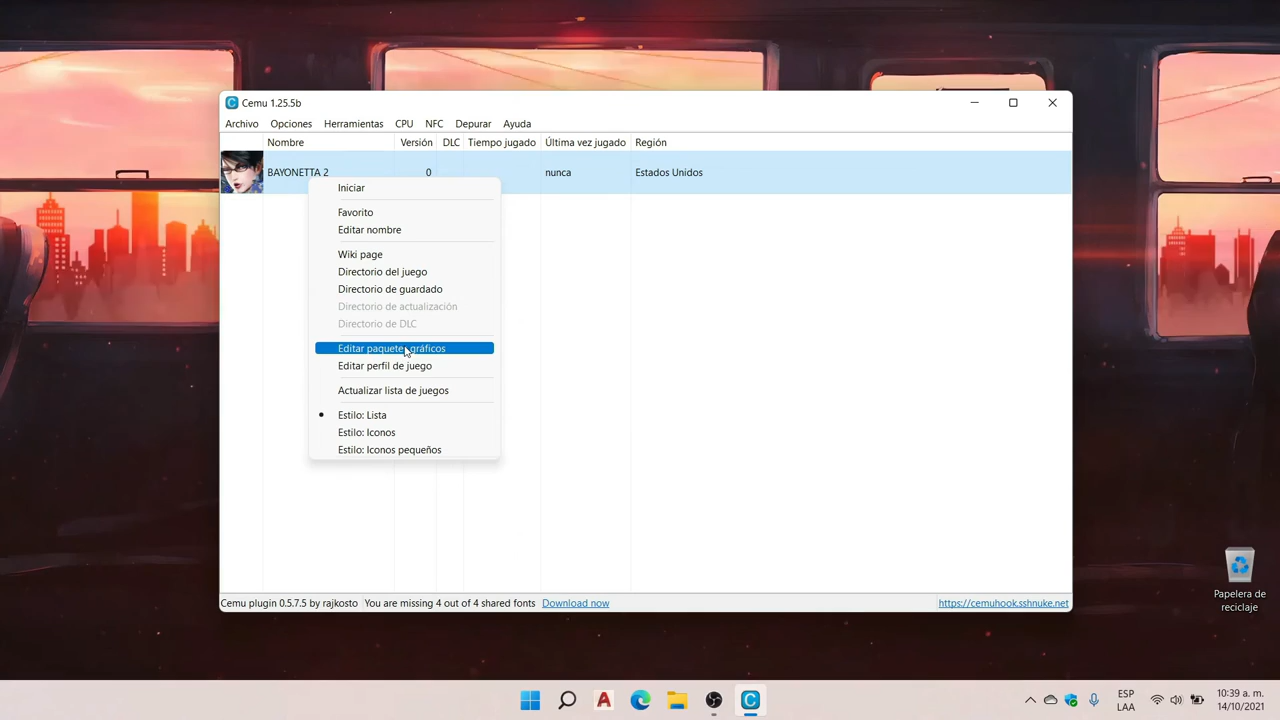 Cemu 1.25.5b
Archivo Opciones Herramientas CPU NFC Depurar Ayuda
Nombre Versión DLC Tiempo jugado Última vez jugado Región
BAYONETTA 2 0 nunca Estados Unidos
Iniciar
Favorito
Editar nombre
Wiki page
Directorio del juego
Directorio de guardado
Directorio de actualización
Directorio de DLC
Editar paquetes gráficos
Editar perfil de juego
Actualizar lista de juegos
Estilo: Lista
Estilo: Iconos
Estilo: Iconos pequeños
Cemu plugin 0.5.7.5 by rajkosto You are missing 4 out of 4 shared fonts Download now https://cemuhook.sshnuke.net
Papelera de
reciclaje
ESP
LAA
10:39 a. m.
14/10/2021